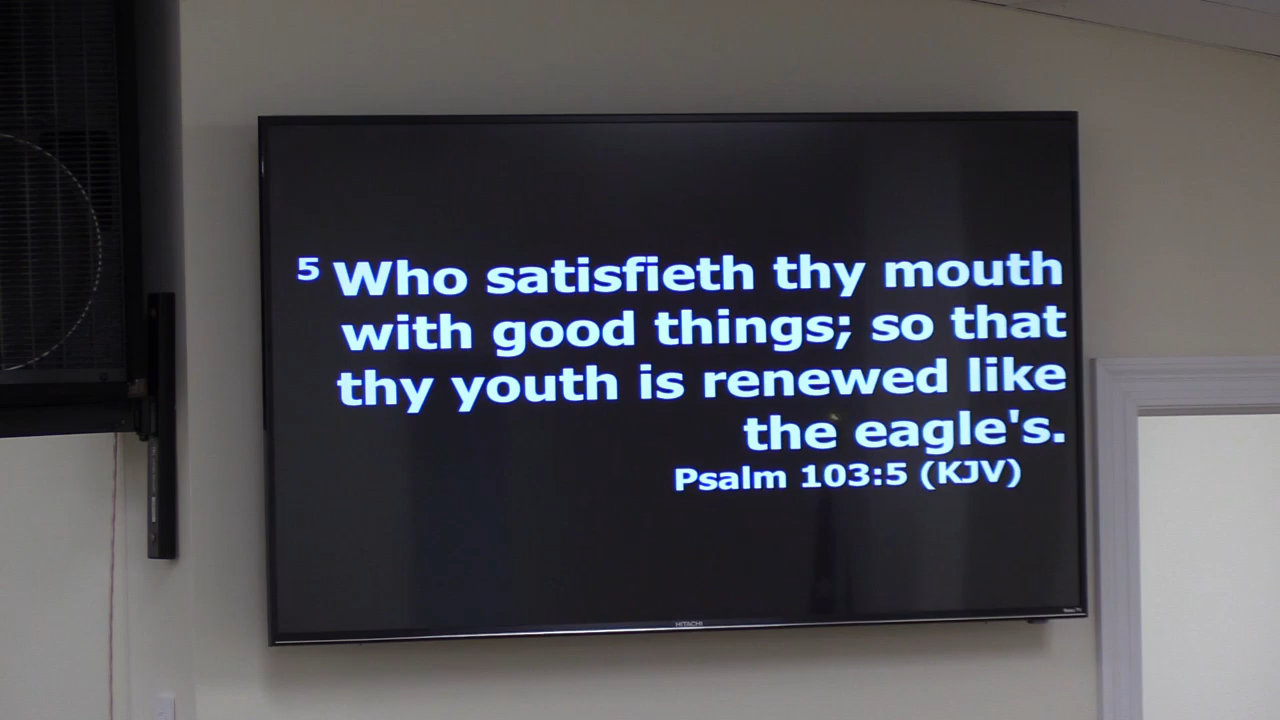 5 Who satisfieth thy mouth
with good things; so that
thy youth is renewed like
the eagle's.
Psalm 103:5 (KJV)
HITACHI